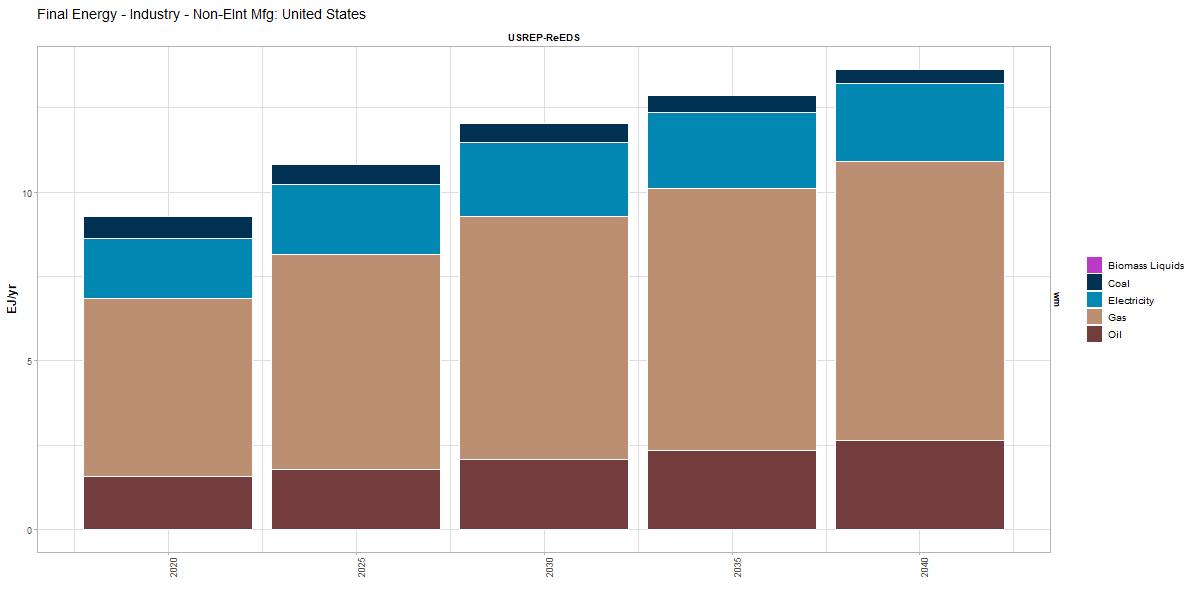 Final Energy - Industry - Non-EInt Mfg: United States
USREP-ReEDS
EJ/yr
10
5
0
2020
2025
2030
2035
2040
wm
Biomass Liquids
Coal
Electricity
Gas
Oil